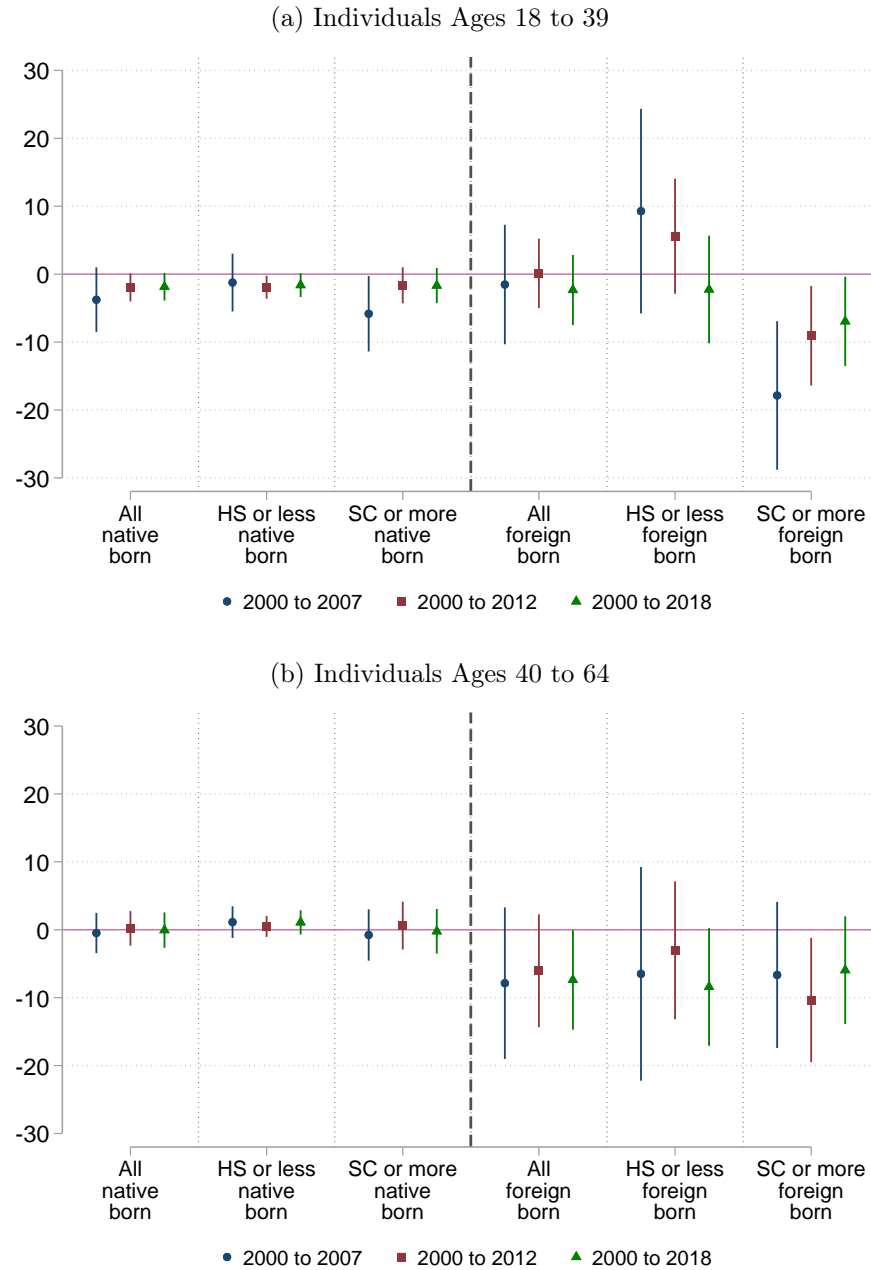 (a) Individuals Ages 18 to 39
30
20
10
0
-10
-20
-30
All native born
HS or less native born
SC or more native born
All foreign born
HS or less foreign born
SC or more foreign born
2000 to 2007 2000 to 2012 2000 to 2018
(b) Individuals Ages 40 to 64
30
20
10
0
-10
-20
-30
All native born
HS or less native born
SC or more native born
All foreign born
HS or less foreign born
SC or more foreign born
2000 to 2007 2000 to 2012 2000 to 2018